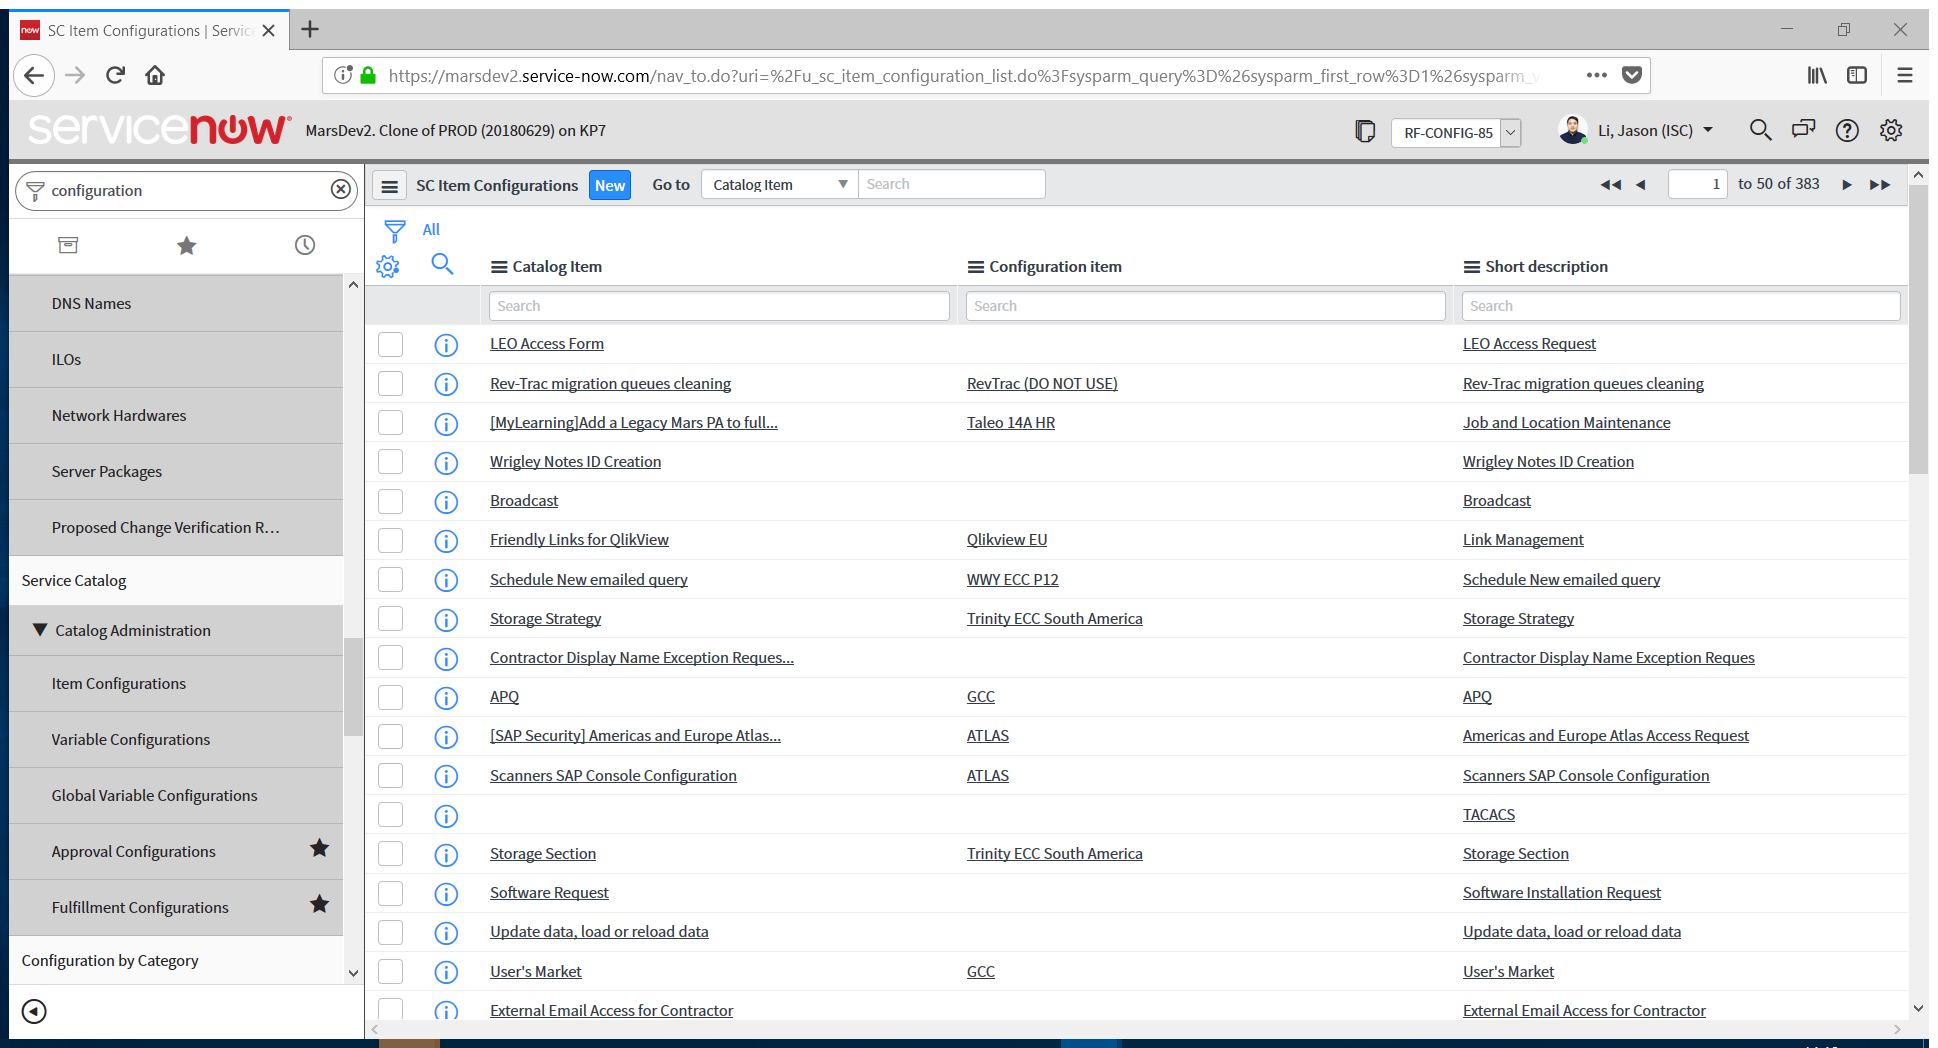 SC Item Configurations | Servic
https://marsdev2.service-now.com/nav_to.do?uri=%2Fu_sc_item_configuration_list.do%3Fsysparm_query%3D%26sysparm_first_row%3D1%26sysparm_v
servicenow MarsDev2. Clone of PROD (20180629) on KP7
RF-CONFIG-85
Li, Jason (ISC)
configuration
DNS Names
ILOs
Network Hardwares
Server Packages
Proposed Change Verification R...
Service Catalog
Catalog Administration
Item Configurations
Variable Configurations
Global Variable Configurations
Approval Configurations
Fulfillment Configurations
Configuration by Category
SC Item Configurations New Go to Catalog Item Search 1 to 50 of 383
All
Catalog Item Configuration item Short description
Search Search Search
LEO Access Form LEO Access Request
Rev-Trac migration queues cleaning RevTrac (DO NOT USE) Rev-Trac migration queues cleaning
[MyLearning]Add a Legacy Mars PA to full... Taleo 14A HR Job and Location Maintenance
Wrigley Notes ID Creation Wrigley Notes ID Creation
Broadcast Broadcast
Friendly Links for QlikView Qlikview EU Link Management
Schedule New emailed query WWY ECC P12 Schedule New emailed query
Storage Strategy Trinity ECC South America Storage Strategy
Contractor Display Name Exception Reques... Contractor Display Name Exception Reques
APQ GCC APQ
[SAP Security] Americas and Europe Atlas... ATLAS Americas and Europe Atlas Access Request
Scanners SAP Console Configuration ATLAS Scanners SAP Console Configuration
TACACS
Storage Section Trinity ECC South America Storage Section
Software Request Software Installation Request
Update data, load or reload data Update data, load or reload data
User's Market GCC User's Market
External Email Access for Contractor External Email Access for Contractor